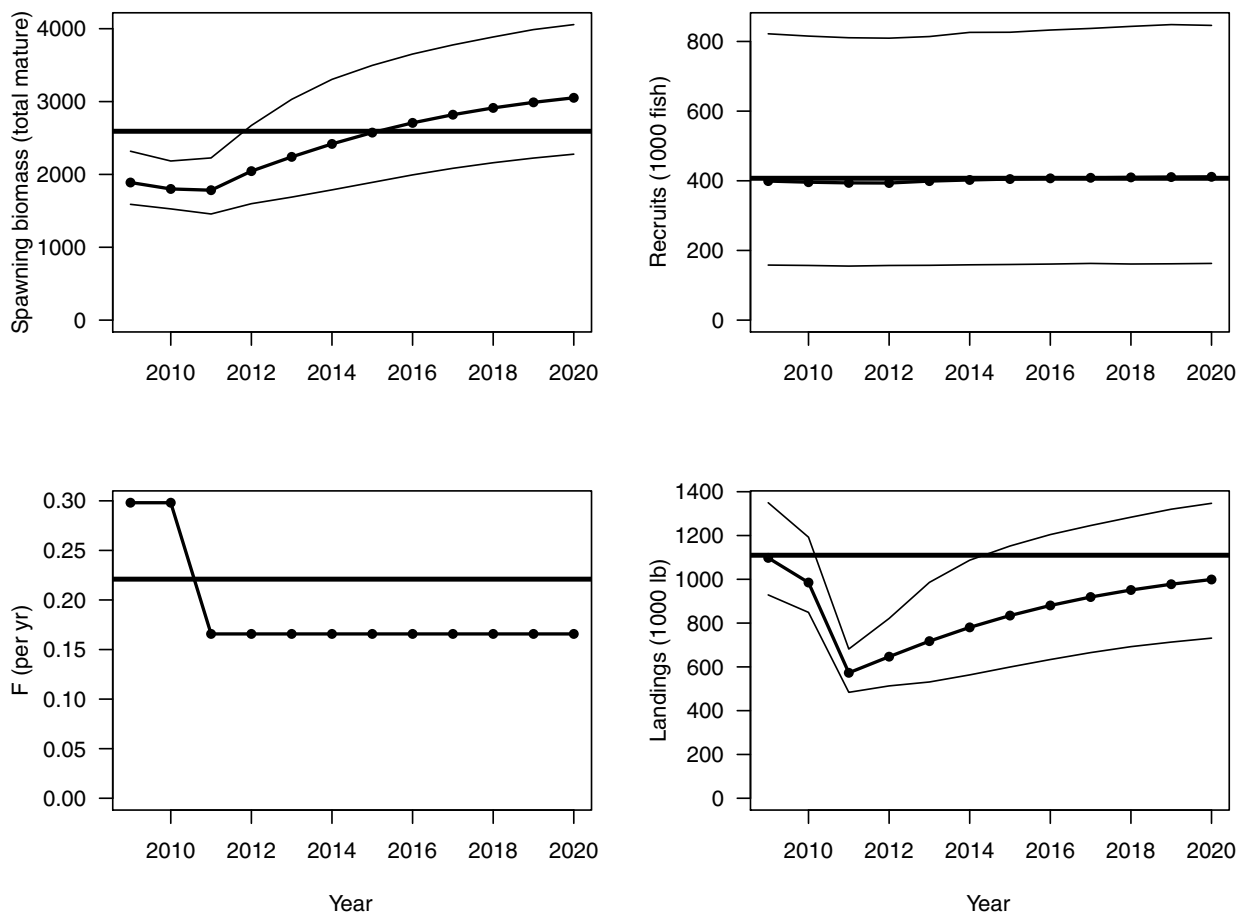 Spawning biomass (total mature)
4000
3000
2000
1000
0
2010 2012 2014 2016 2018 2020
Recruits (1000 fish)
800
600
400
200
0
2010 2012 2014 2016 2018 2020
F (per yr)
0.30
0.25
0.20
0.15
0.10
0.05
0.00
2010 2012 2014 2016 2018 2020
Year
Landings (1000 lb)
1400
1200
1000
800
600
400
200
0
2010 2012 2014 2016 2018 2020
Year